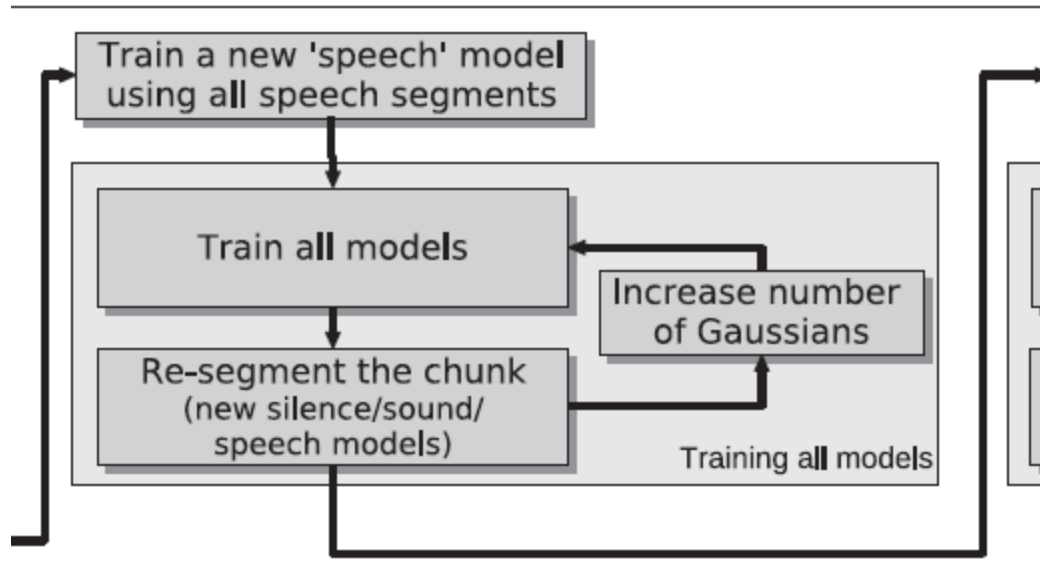 Train a new 'speech' model
using all speech segments
Train all models
Increase number
of Gaussians
Re-segment the chunk
(new silence/sound/
speech models)
Training all models